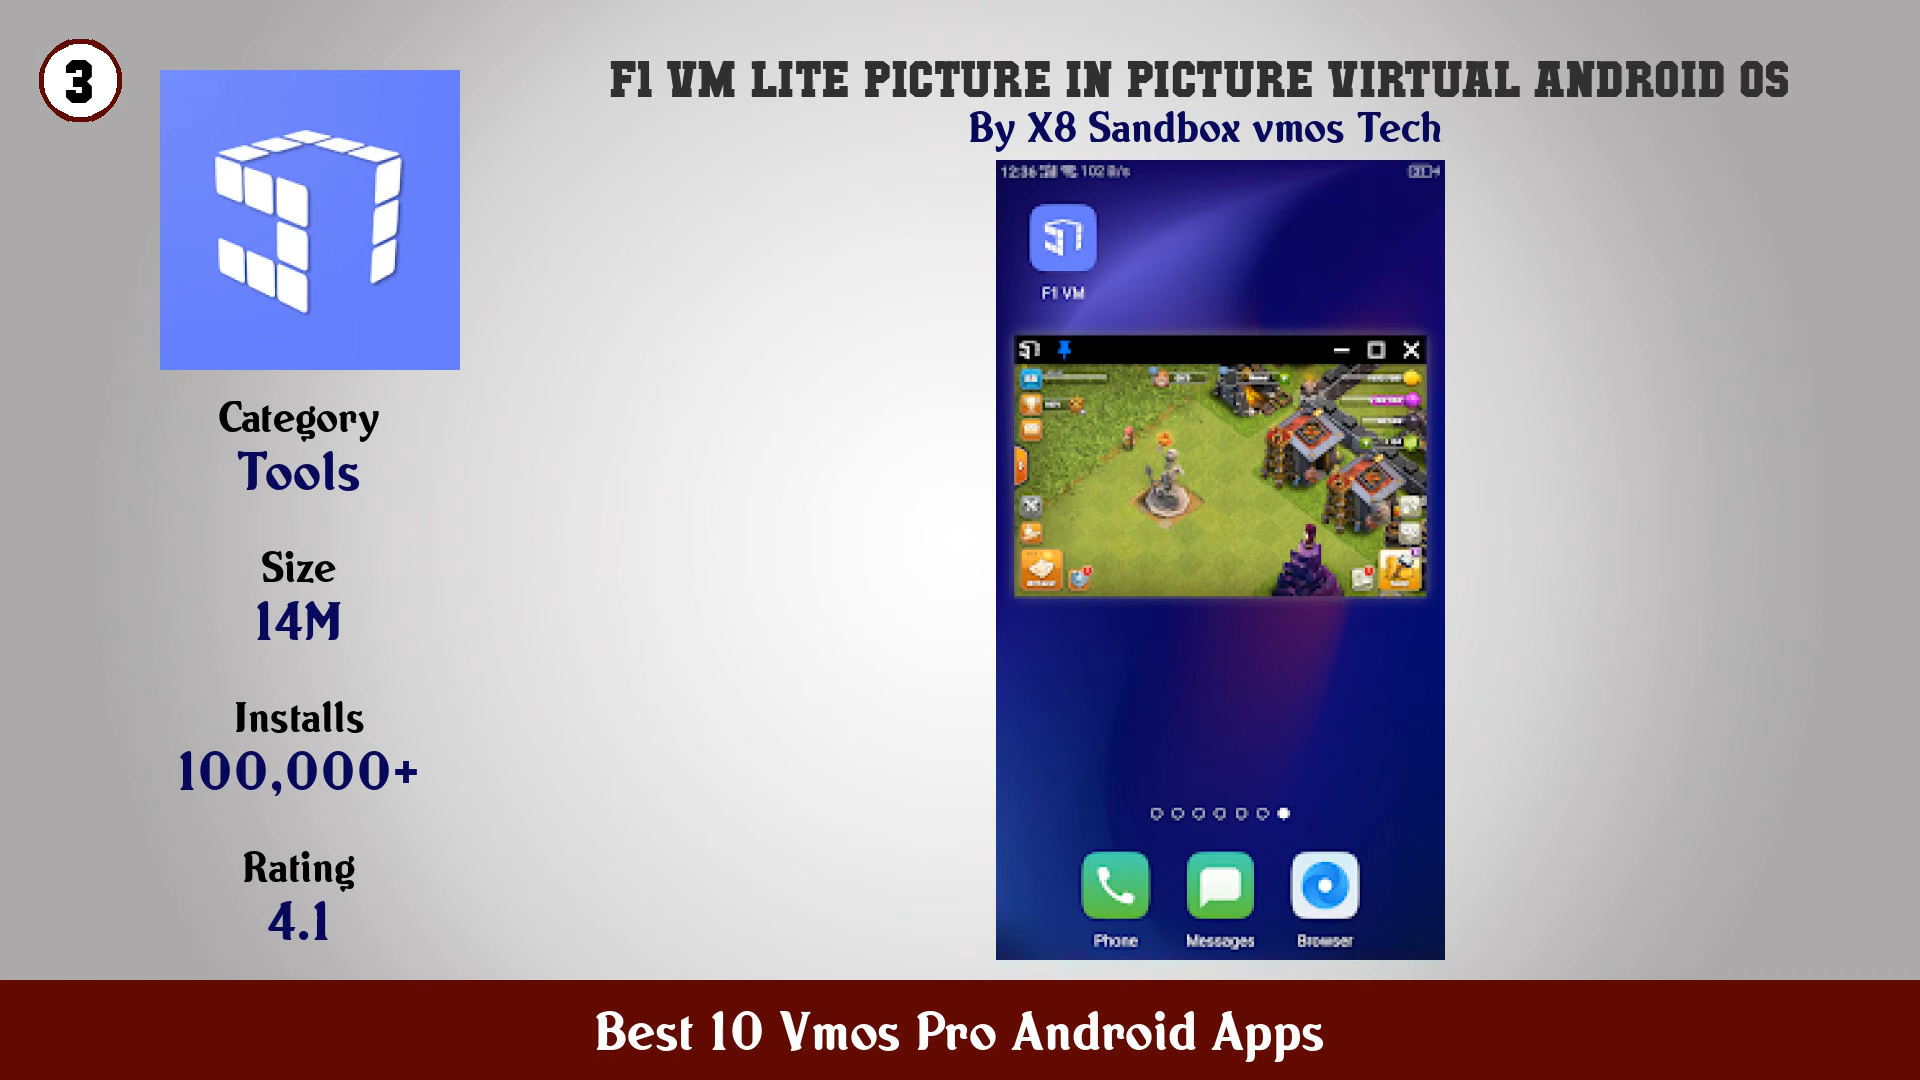 3
F1 VM LITE PICTURE IN PICTURE VIRTUAL ANDROID OS
By X8 Sandbox vmos Tech
Category
Tools
Size
14M
Installs
100,000+
Rating
4.1
F1 VM
Phone
Messages
Browser
Best 10 Vmos Pro Android Apps